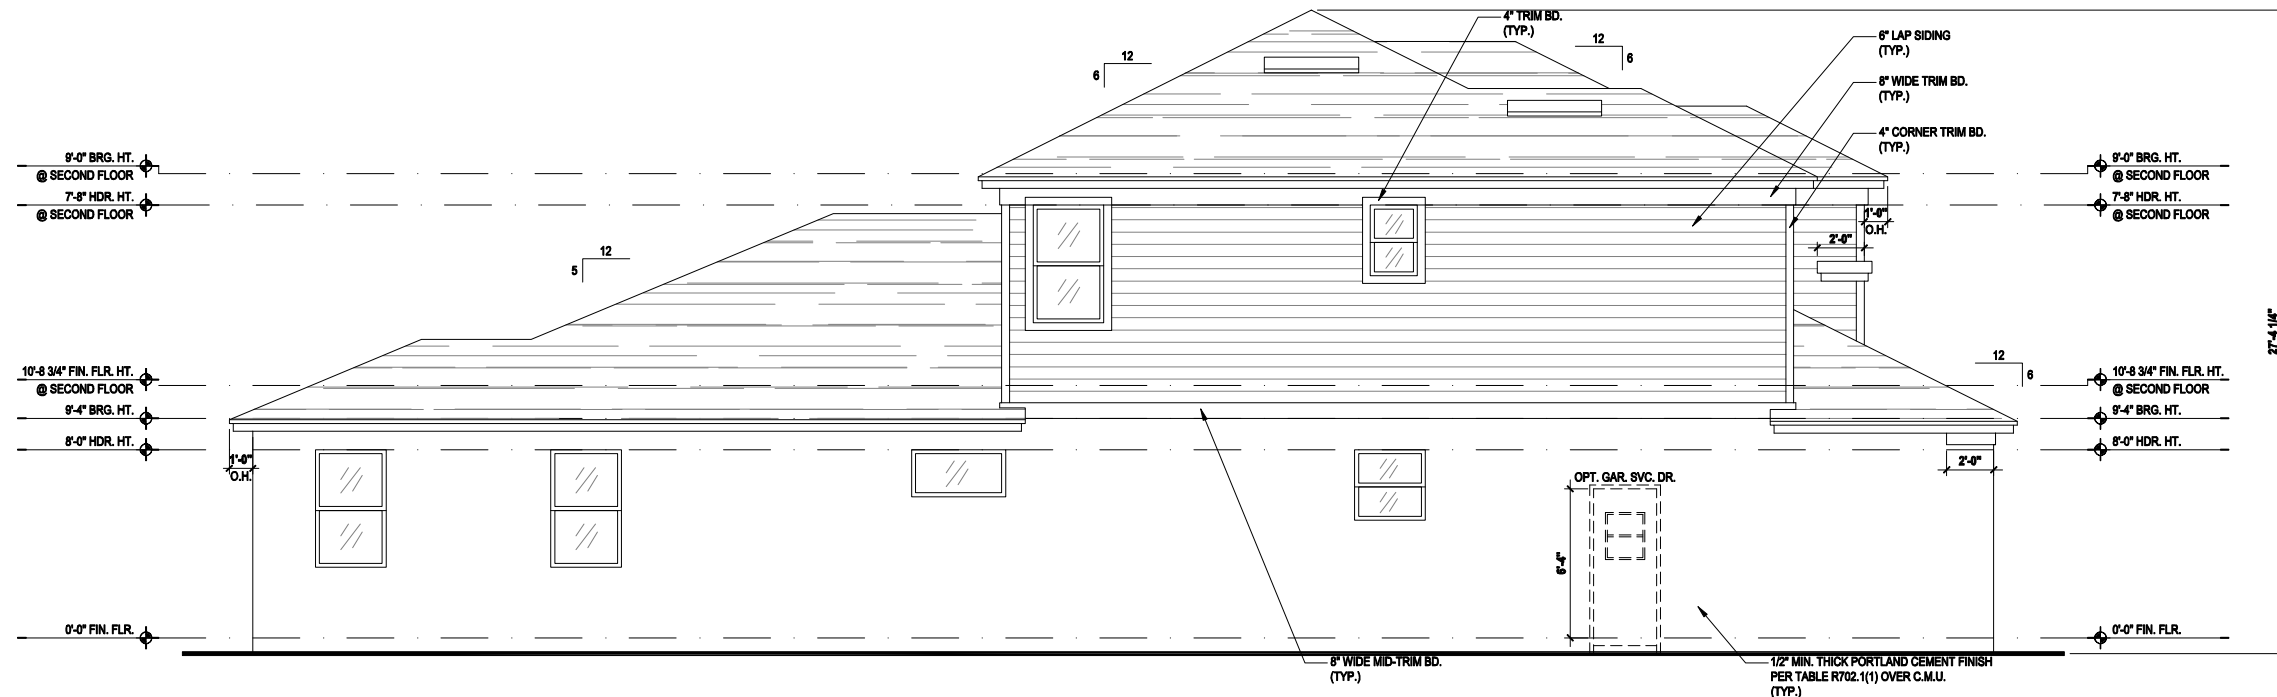 4" TRIM BD.
(TYP.)
12
6
12
6
6" LAP SIDING
(TYP.)
8" WIDE TRIM BD.
(TYP.)
4" CORNER TRIM BD.
(TYP.)
9'-0" BRG. HT.
@ SECOND FLOOR
7'-8" HDR. HT.
@ SECOND FLOOR
9'-0" BRG. HT.
@ SECOND FLOOR
7'-8" HDR. HT.
@ SECOND FLOOR
1'-0"
O.H.
2'-0"
12
5
27'-4 1/4"
12
6
10'-8 3/4" FIN. FLR. HT.
@ SECOND FLOOR
9'-4" BRG. HT.
8'-0" HDR. HT.
10'-8 3/4" FIN. FLR. HT.
@ SECOND FLOOR
9'-4" BRG. HT.
8'-0" HDR. HT.
1'-0"
O.H.
2'-0"
OPT. GAR. SVC. DR.
6'-4"
0'-0" FIN. FLR.
0'-0" FIN. FLR.
8" WIDE MID-TRIM BD.
(TYP.)
1/2" MIN. THICK PORTLAND CEMENT FINISH
PER TABLE R702.1(1) OVER C.M.U.
(TYP.)